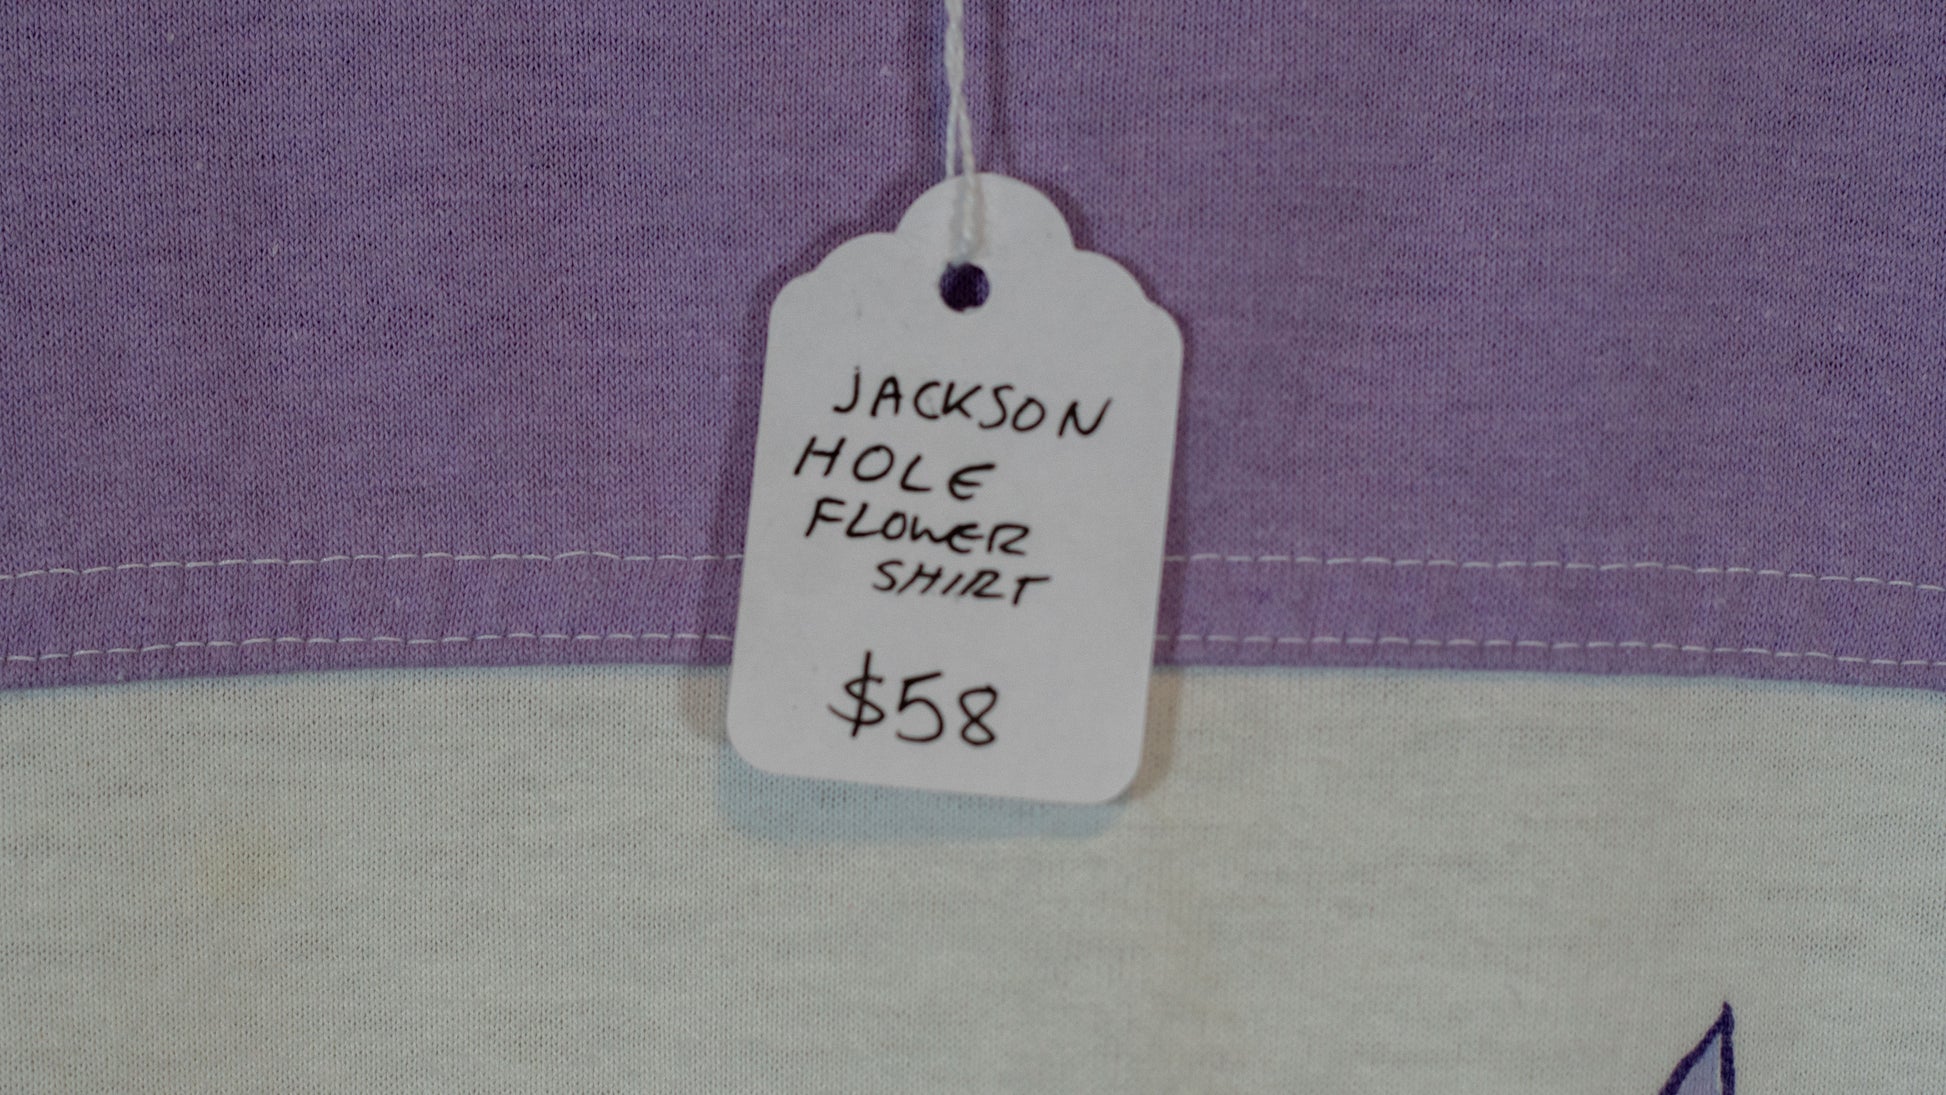 JACKSON
HOLE
FLOWER
SHIRT
$58